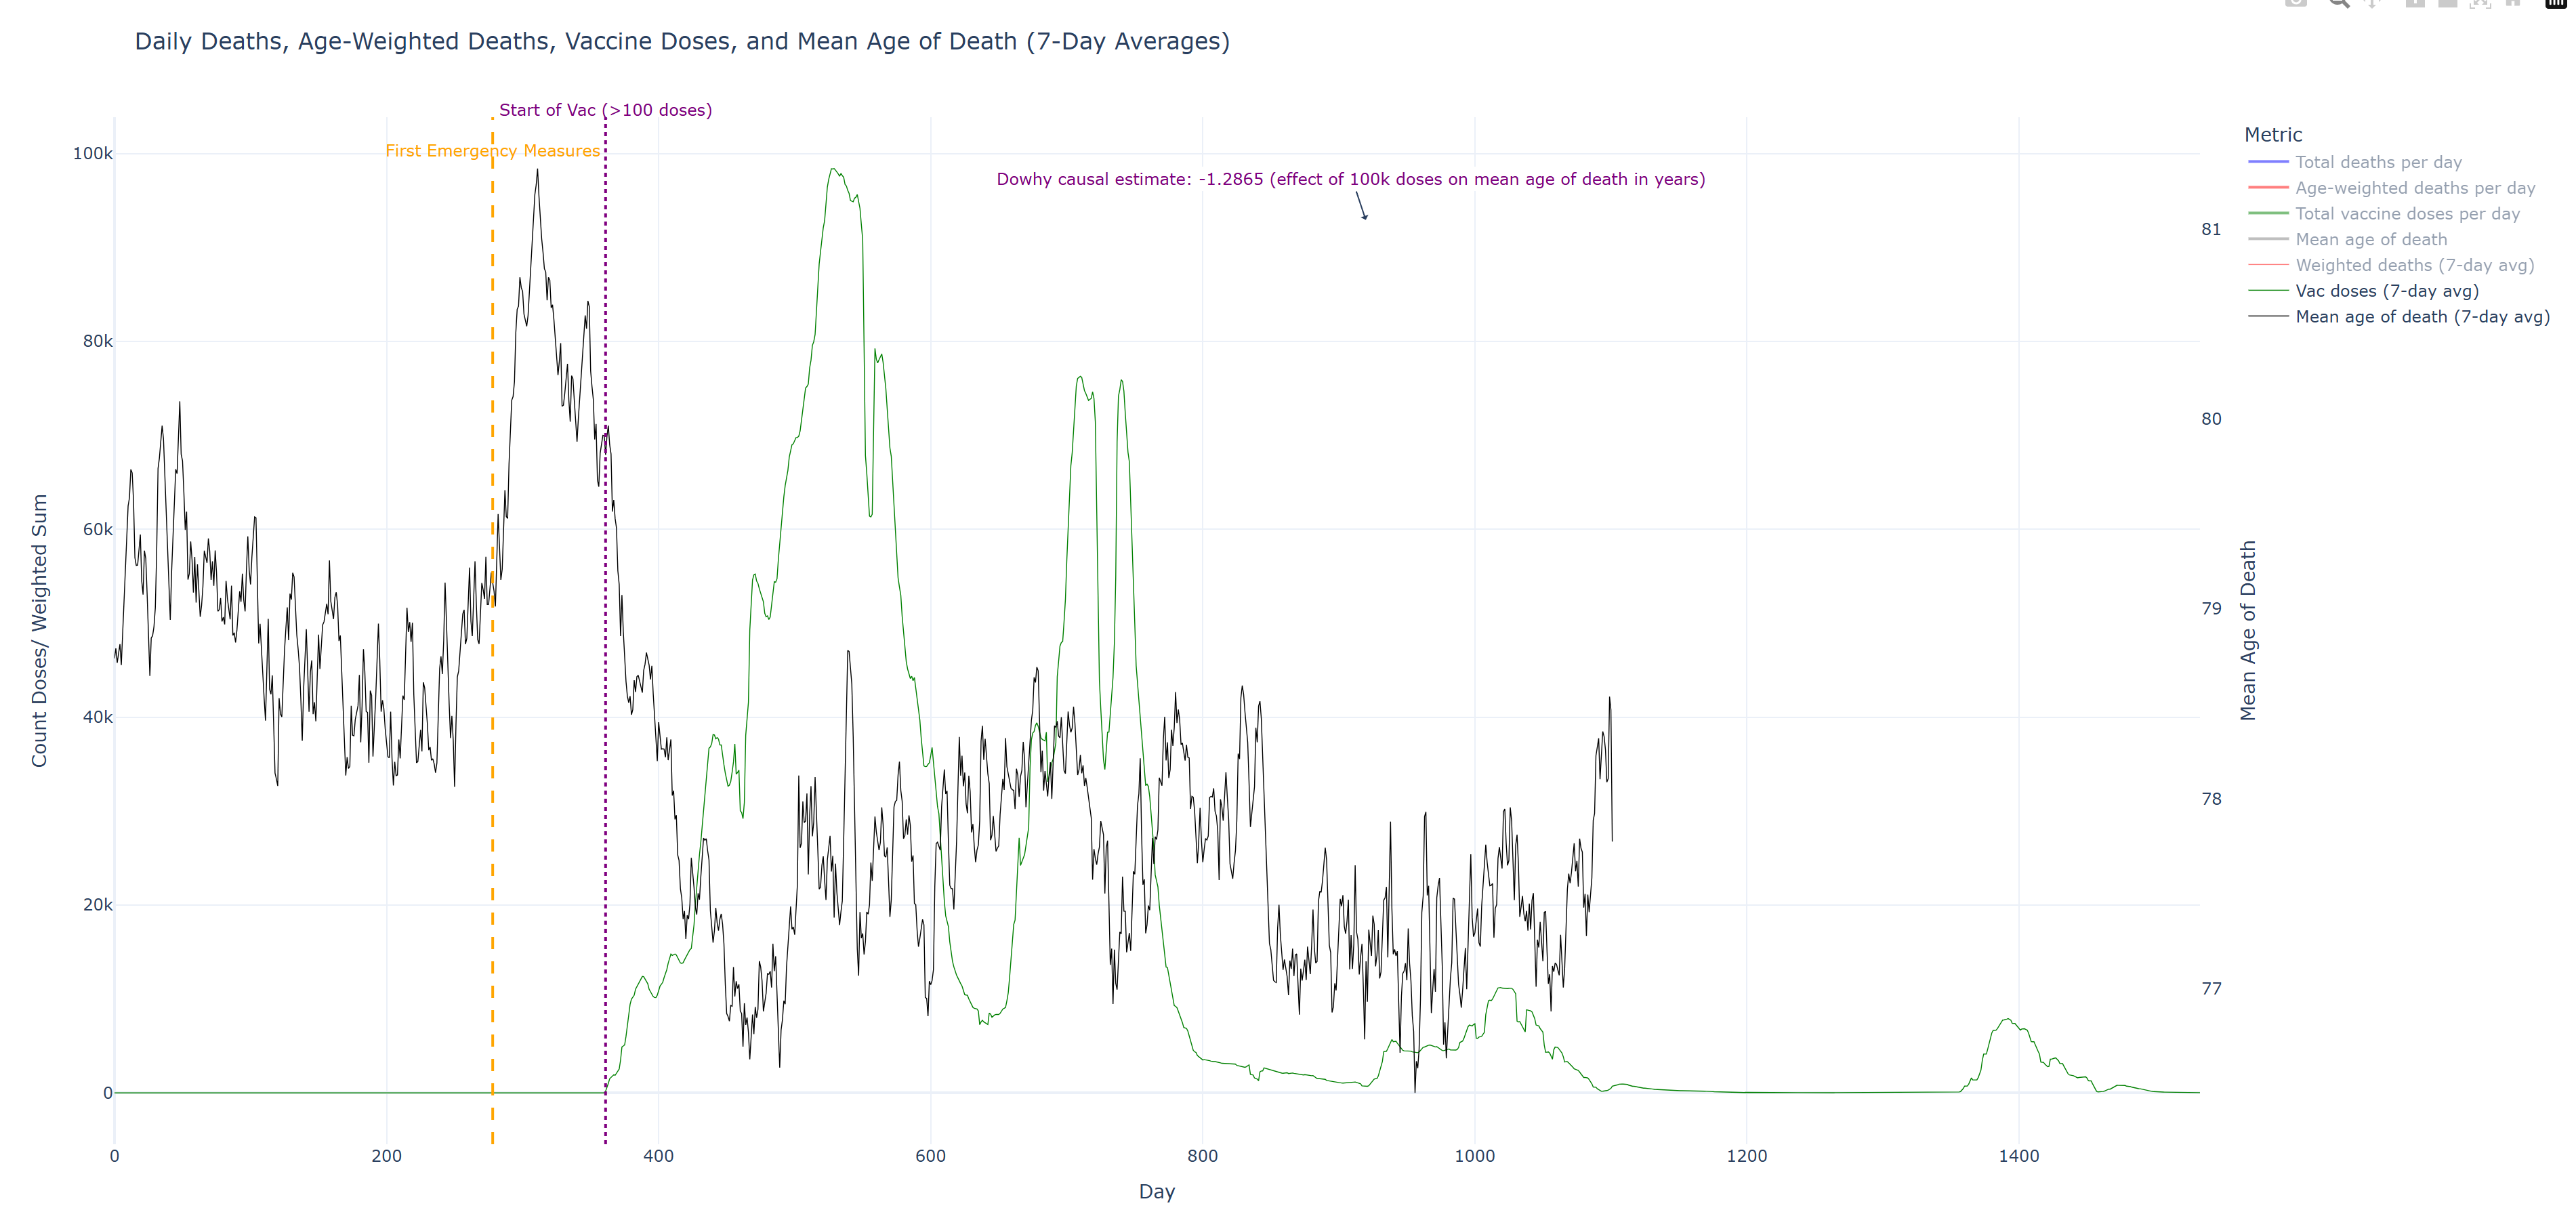 Daily Deaths, Age-Weighted Deaths, Vaccine Doses, and Mean Age of Death (7-Day Averages)
Start of Vac (>100 doses)
First Emergency Measures
Dowhy causal estimate: -1.2865 (effect of 100k doses on mean age of death in years)
Metric
Total deaths per day
Age-weighted deaths per day
Total vaccine doses per day
Mean age of death
Weighted deaths (7-day avg)
Vac doses (7-day avg)
Mean age of death (7-day avg)
Count Doses/ Weighted Sum
100k
80k
60k
40k
20k
0
81
80
79
78
77
Mean Age of Death
0
200
400
600
800
1000
1200
1400
Day